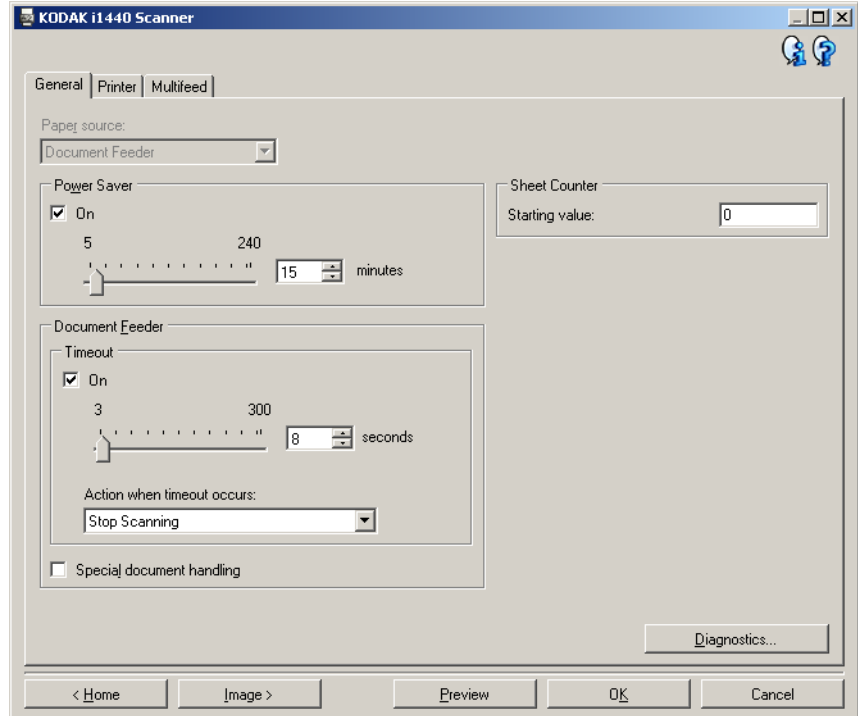 KODAK i1440 Scanner
General Printer Multifeed
Paper source:
Document Feeder
Power Saver
On
5 240
15 minutes
Sheet Counter
Starting value: 0
Document Feeder
Timeout
On
3 300
8 seconds
Action when timeout occurs:
Stop Scanning
Special document handling
Diagnostics...
< Home Image > Preview OK Cancel